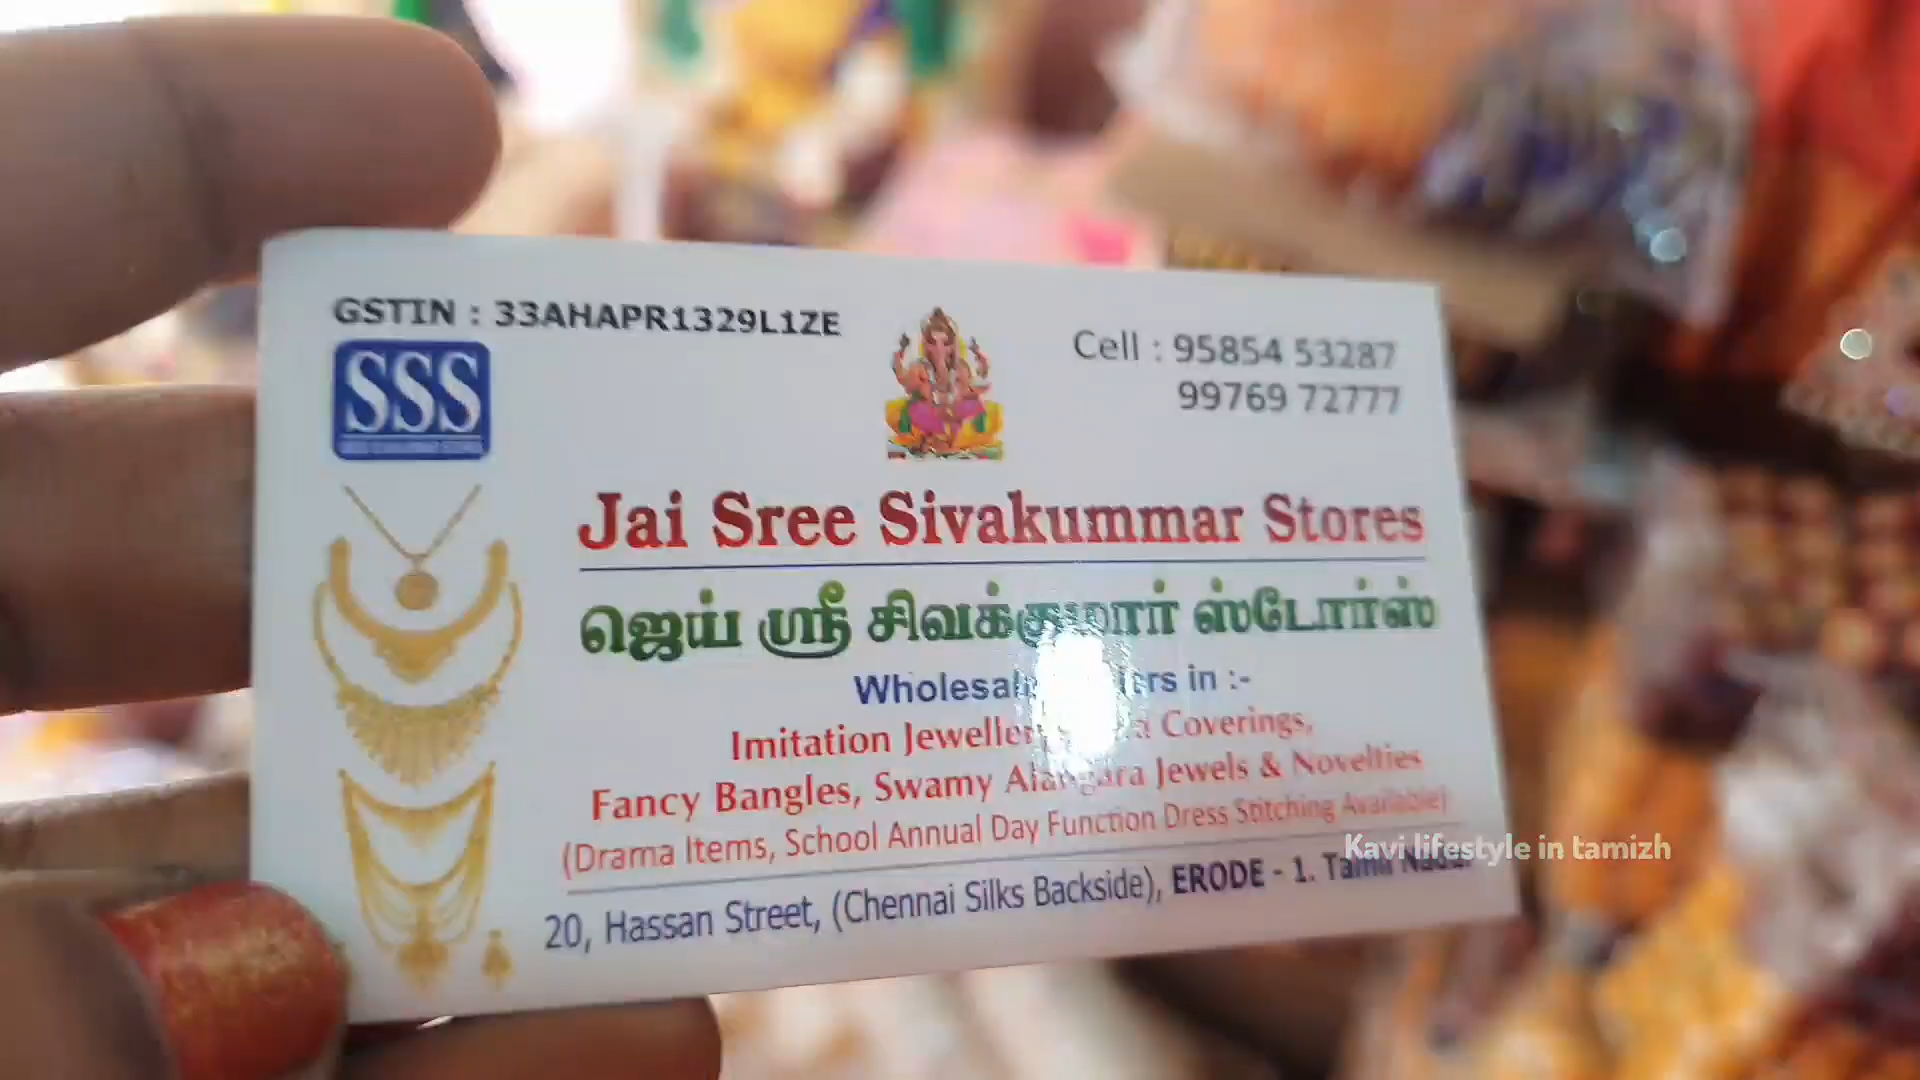 GSTIN : 33AHAPR1329L1ZE
Cell : 95854 53287
99769 72777
SSS
Jai Sree Sivakummar Stores
ஜெய் ஸ்ரீ சிவக்குமார் ஸ்டோர்ஸ்
in :-
Imitation Coverings,
Fancy Bangles, Swamy Alangara Jewels & Novelties
(Drama Items, School Annual Day Function Dress Stitching Available)
20, Hassan Street, (Chennai Silks Backside), ERODE - 1. Tamil Nadu.
Kavi lifestyle in tamizh